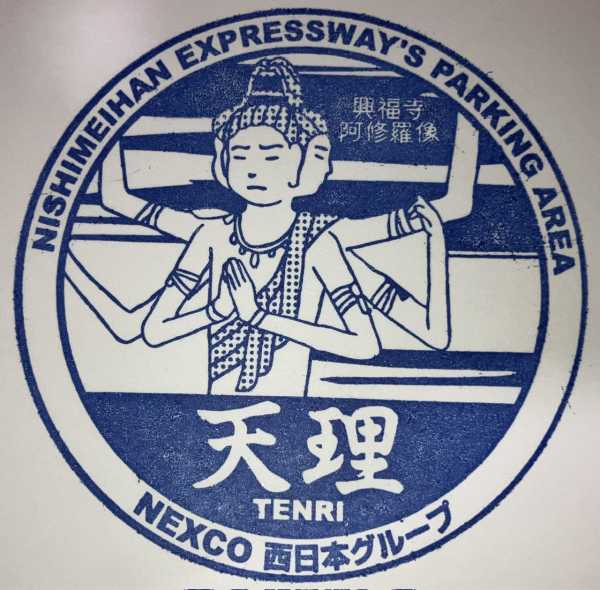 NISHIMEIHAN EXPRESSWAY'S PARKING AREA
興福寺
阿修羅像
天理
TENRI
NEXCO 西日本グループ